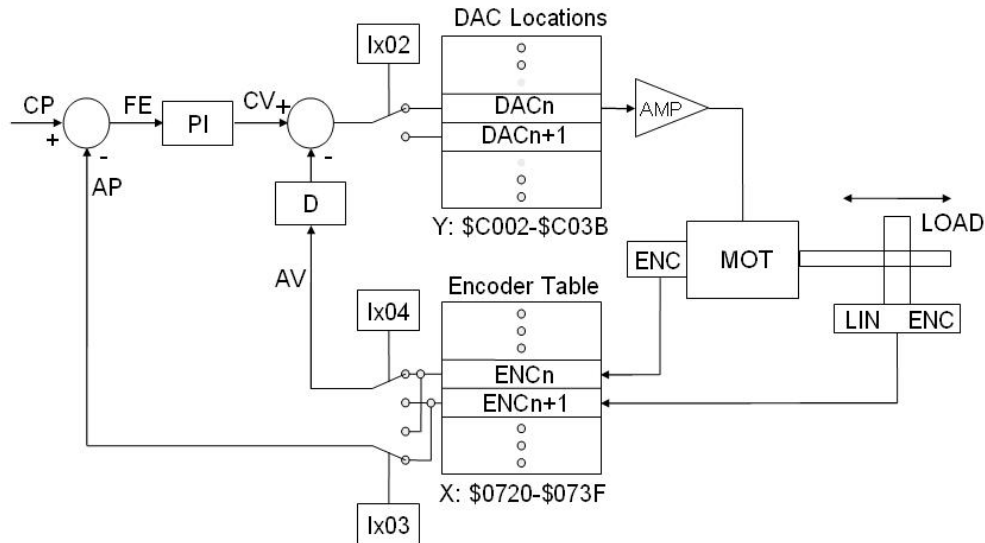 DAC Locations
Ix02
CP
+
-
FE
PI
CV
+
-
DACn
DACn+1
AMP
AP
D
Y: $C002-$C03B
LOAD
ENC
MOT
AV
Encoder Table
Ix04
LIN ENC
ENCn
ENCn+1
X: $0720-$073F
Ix03